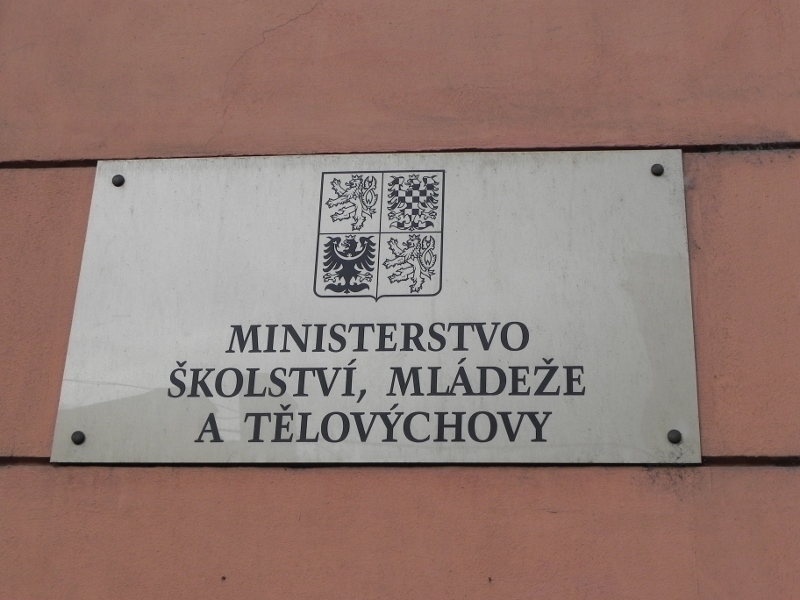 MINISTERSTVO
ŠKOLSTVÍ, MLÁDEŽE
A TĚLOVÝCHOVY